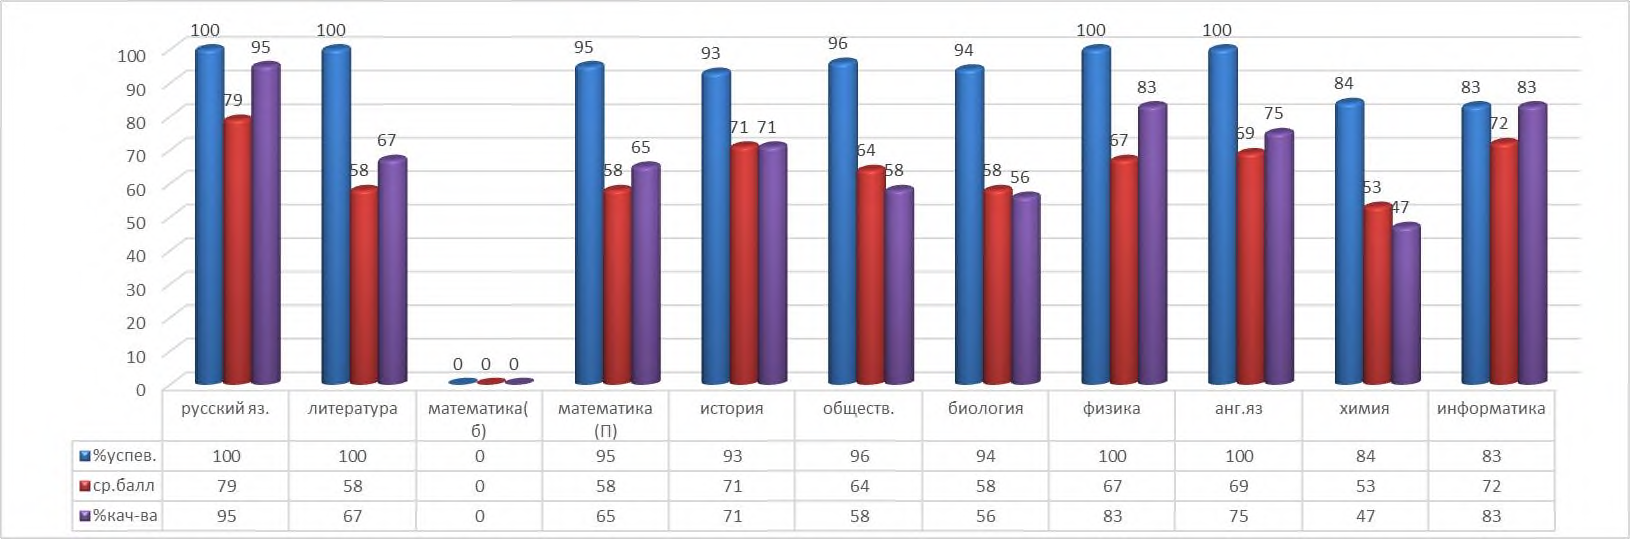 100 100 95 93 96 94 100 100 84 83
79 58 58 71 64 58 67 69 53 72
95 67 65 71 58 56 83 75 47 83
0 0 0
100
90
80
70
60
50
40
30
20
10
0
русский яз. литература математика( математика история обществ. биология физика анг.яз химия информатика
б) (П)
%успев. 100 100 0 95 93 96 94 100 100 84 83
ср.балл 79 58 0 58 71 64 58 67 69 53 72
%кач-ва 95 67 0 65 71 58 56 83 75 47 83